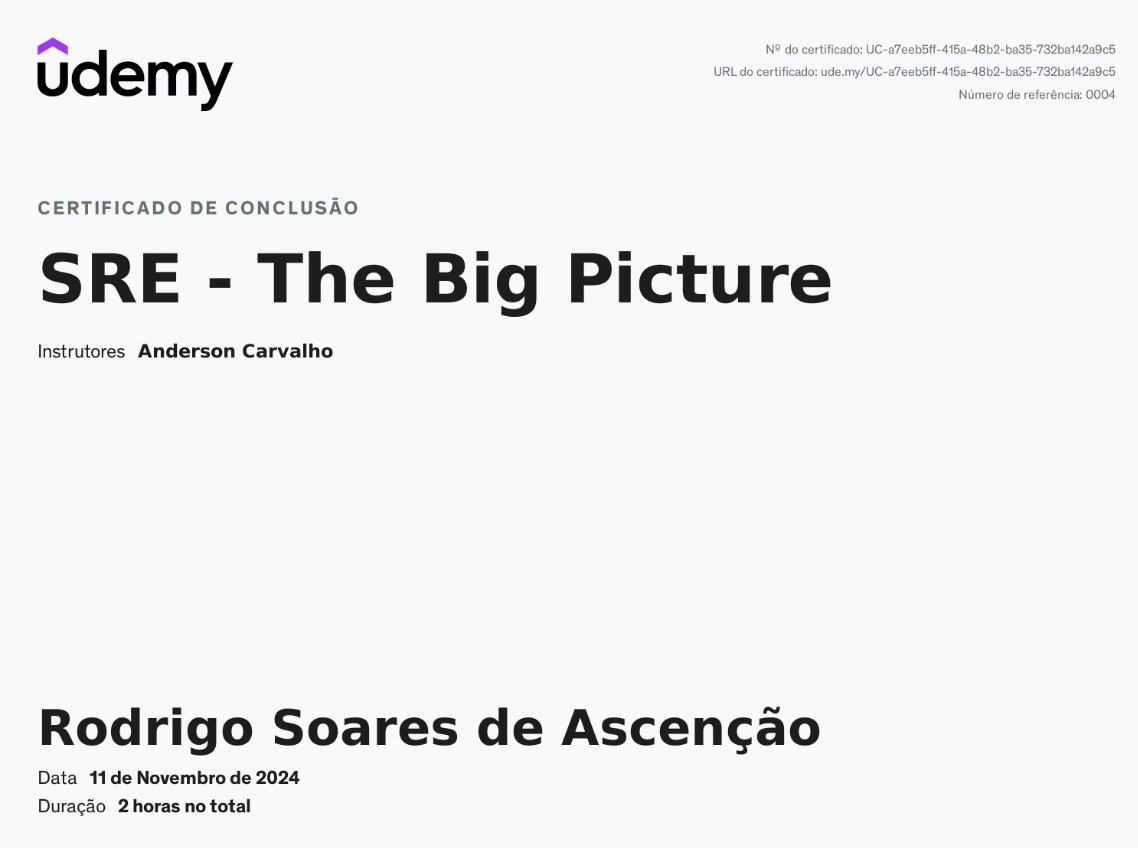 udemy
Nº do certificado: UC-a7eeb5ff-415a-48b2-ba35-732ba142a9c5
URL do certificado: ude.my/UC-a7eeb5ff-415a-48b2-ba35-732ba142a9c5
Número de referência: 0004
CERTIFICADO DE CONCLUSÃO
SRE - The Big Picture
Instrutores Anderson Carvalho
Rodrigo Soares de Ascenção
Data 11 de Novembro de 2024
Duração 2 horas no total